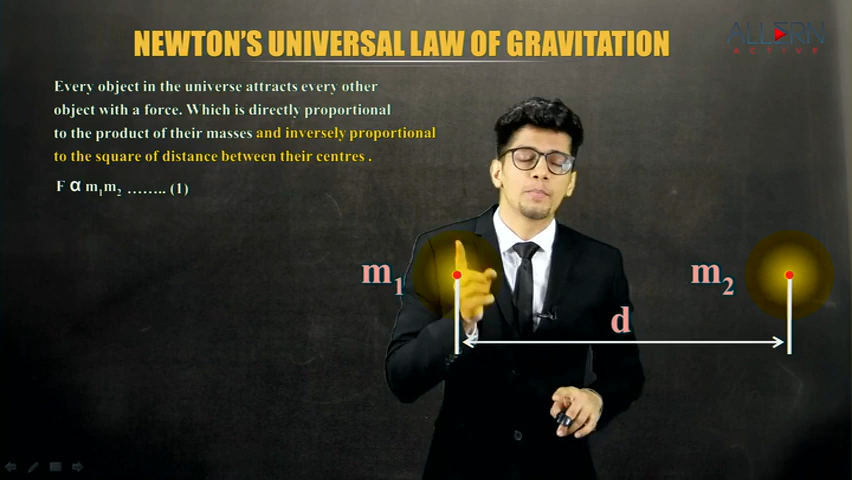 NEWTON'S UNIVERSAL LAW OF GRAVITATION
ALLERN
ACTIVE
Every object in the universe attracts every other
object with a force. Which is directly proportional
to the product of their masses and inversely proportional
to the square of distance between their centres .
F α m₁m₂ …….. (1)
m₁
m₂
d